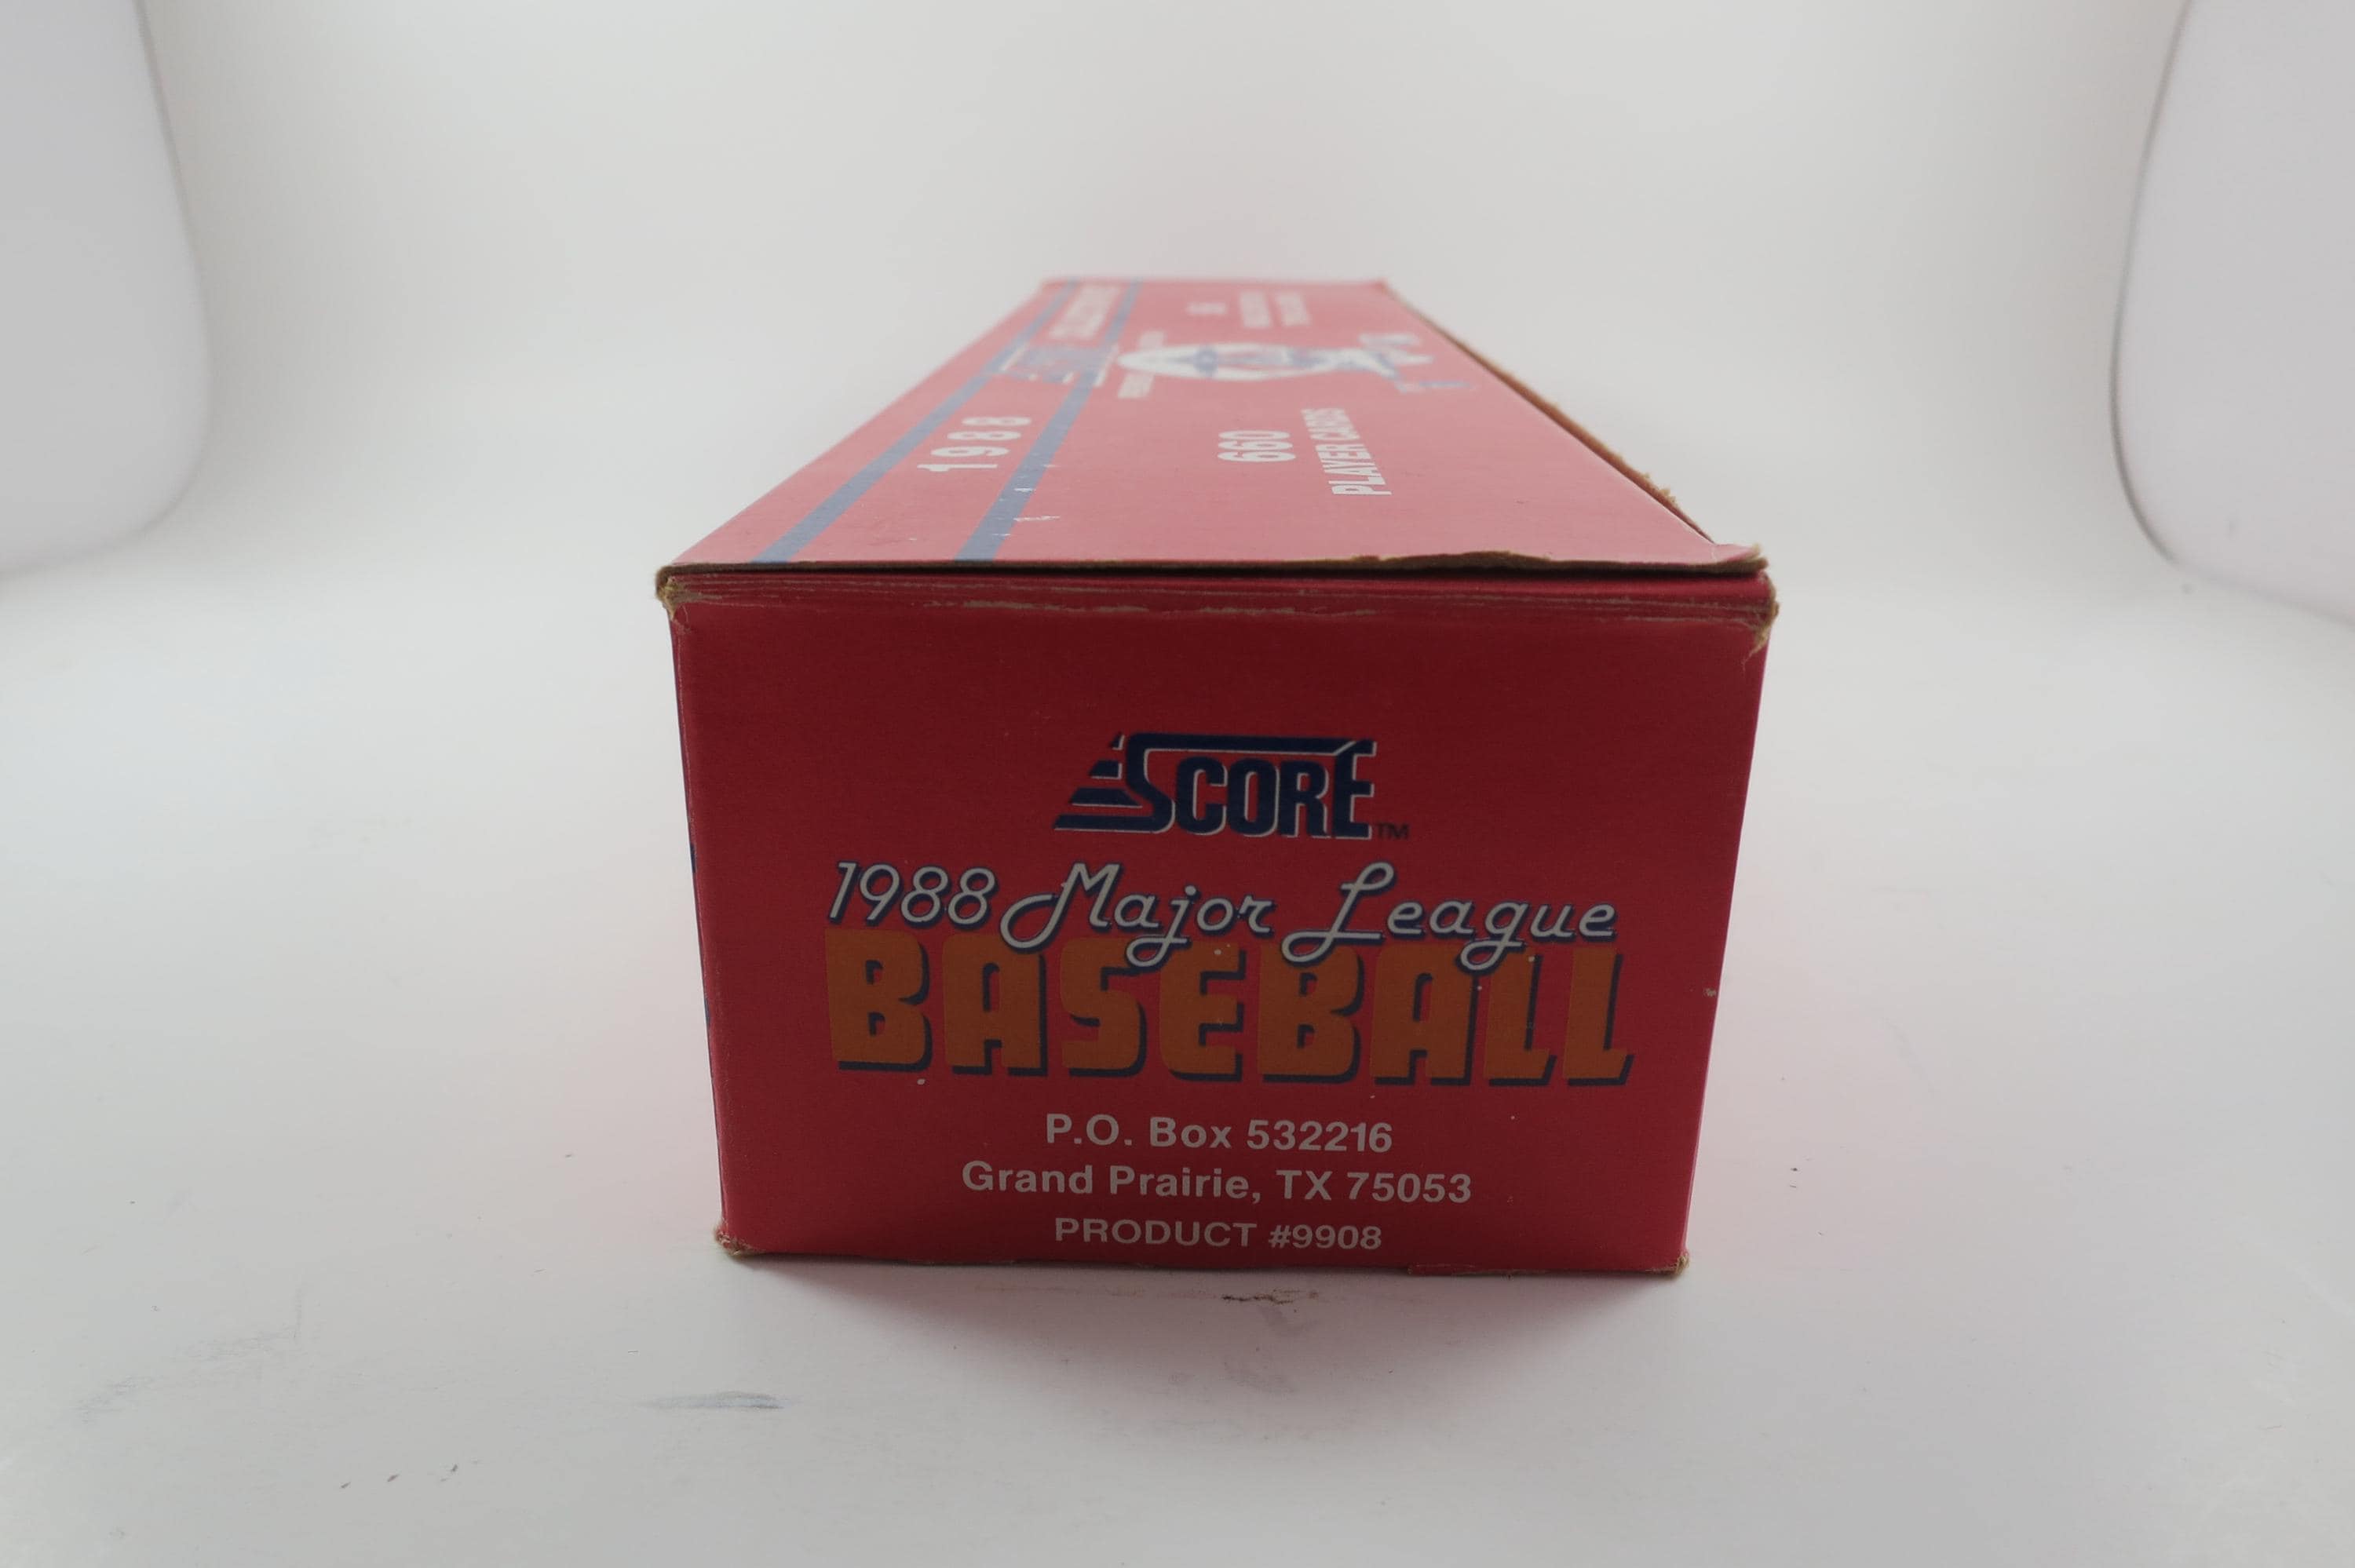 1988
660
PLAYER CARDS
SCORE™
1988 Major League
BASEBALL
P.O. Box 532216
Grand Prairie, TX 75053
PRODUCT #9908